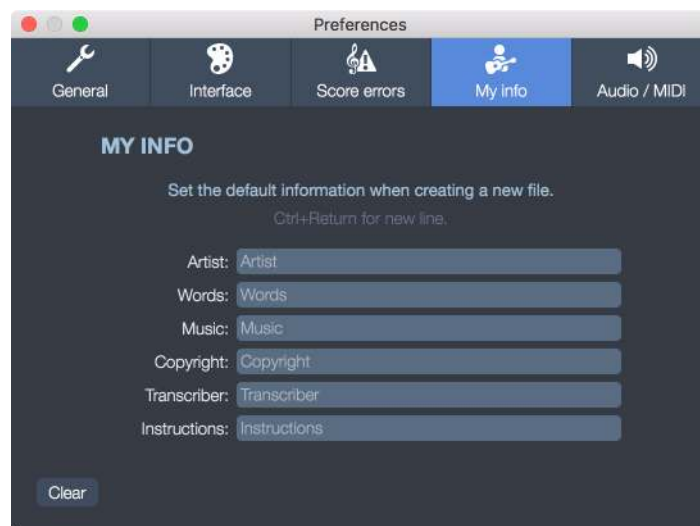 Preferences
General Interface Score errors My info Audio / MIDI
MY INFO
Set the default information when creating a new file.
Ctrl+Return for new line.
Artist: Artist
Words: Words
Music: Music
Copyright: Copyright
Transcriber: Transcriber
Instructions: Instructions
Clear